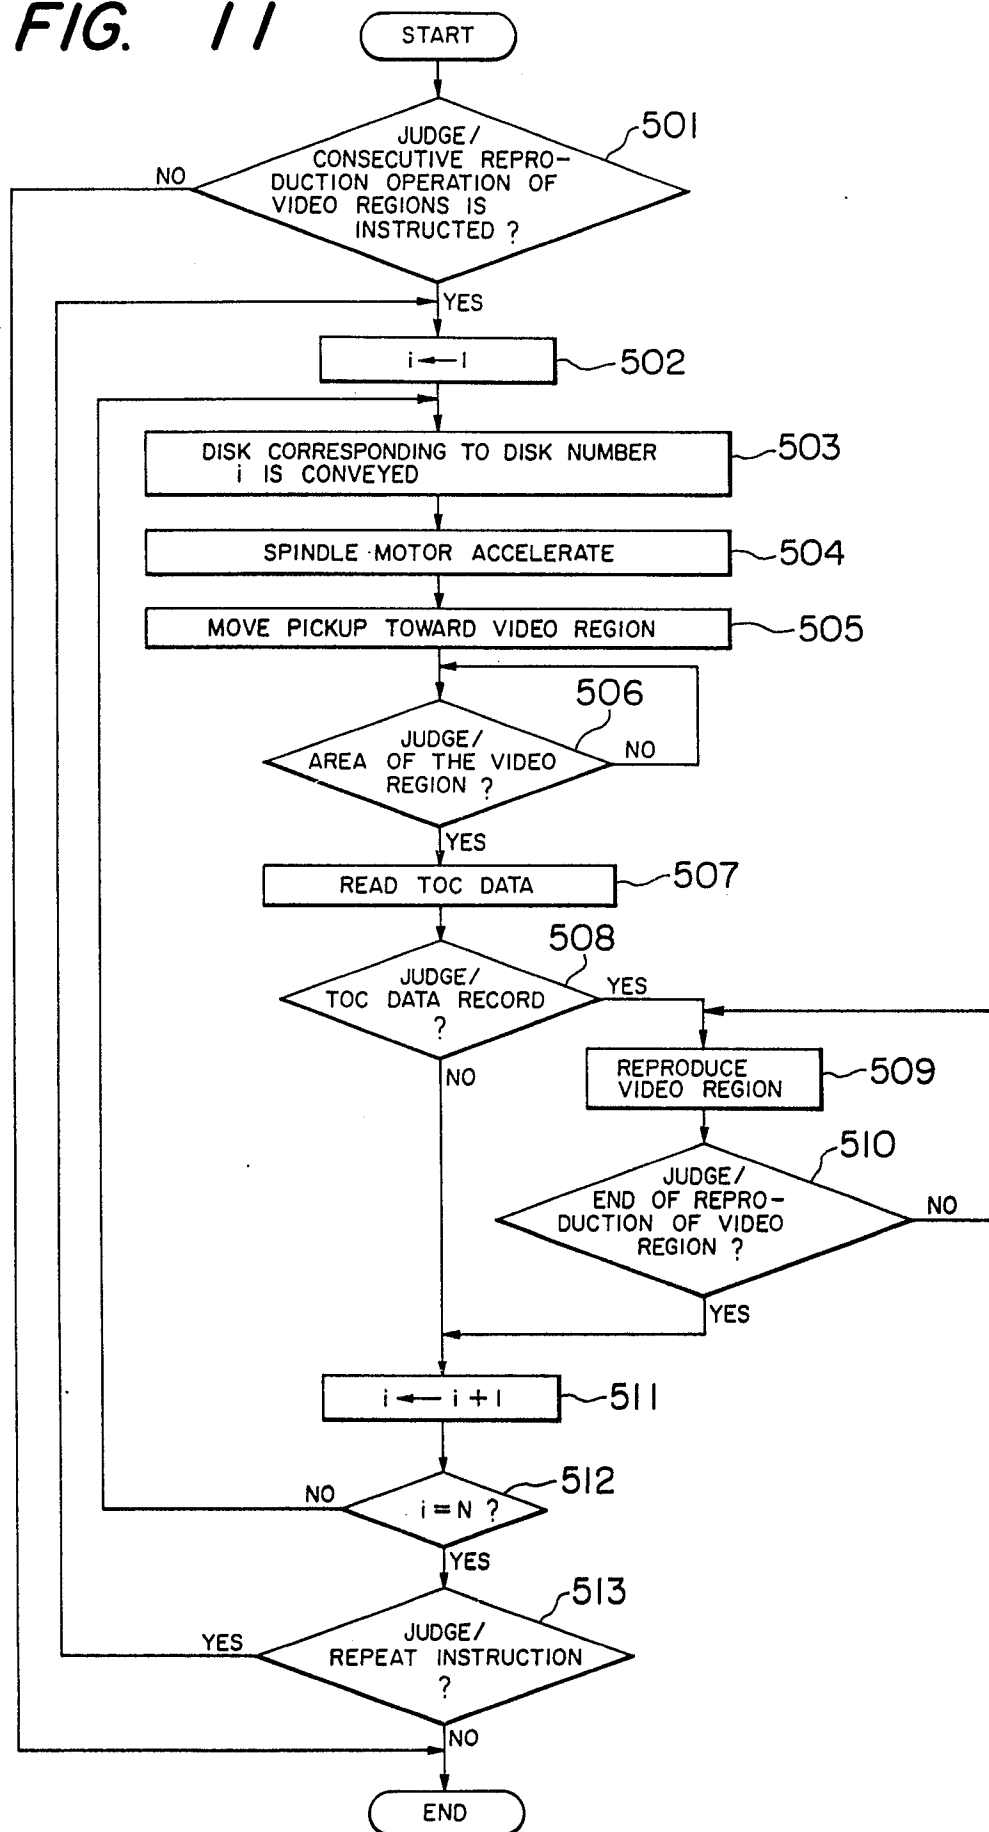 FIG. 11
START
JUDGE/
CONSECUTIVE REPRO-
DUCTION OPERATION OF
VIDEO REGIONS IS
INSTRUCTED ?
501
NO
YES
i ← 1
502
DISK CORRESPONDING TO DISK NUMBER
i IS CONVEYED
503
SPINDLE MOTOR ACCELERATE
504
MOVE PICKUP TOWARD VIDEO REGION
505
506
JUDGE/
AREA OF THE VIDEO
REGION ?
NO
YES
READ TOC DATA
507
508
JUDGE/
TOC DATA RECORD
?
YES
NO
REPRODUCE
VIDEO REGION
509
510
JUDGE/
END OF REPRO-
DUCTION OF VIDEO
REGION ?
NO
YES
i ← i + 1
511
512
i = N ?
NO
YES
513
JUDGE/
REPEAT INSTRUCTION
?
YES
NO
END